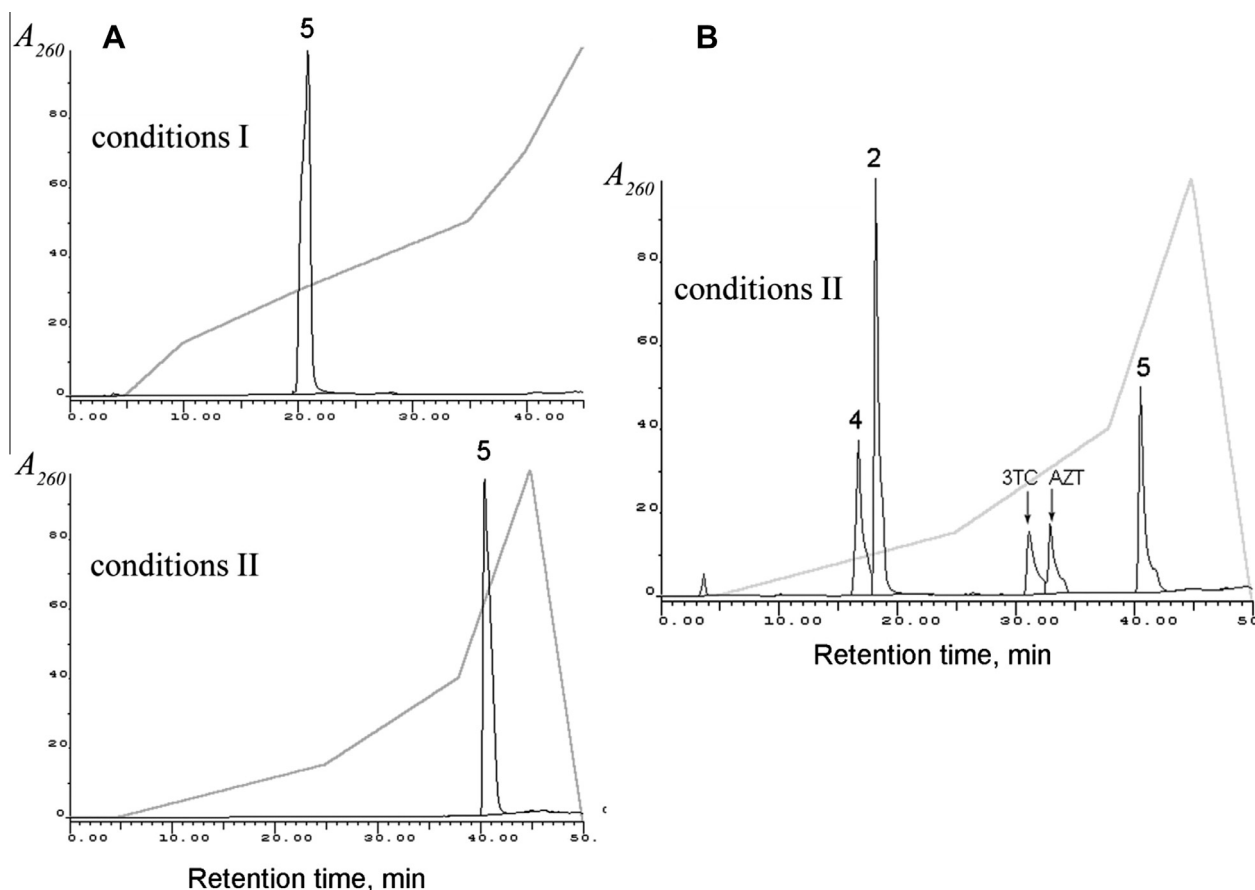 A
5
A260
80
conditions I
60
40
20
0
0.00 10.00 20.00 30.00 40.00
5
A260
80
conditions II
60
40
20
0
0.00 10.00 20.00 30.00 40.00 50.
Retention time, min
B
2
A260
80
conditions II
60
5
4
40
3TC AZT
20
0
0.00 10.00 20.00 30.00 40.00 50
Retention time, min